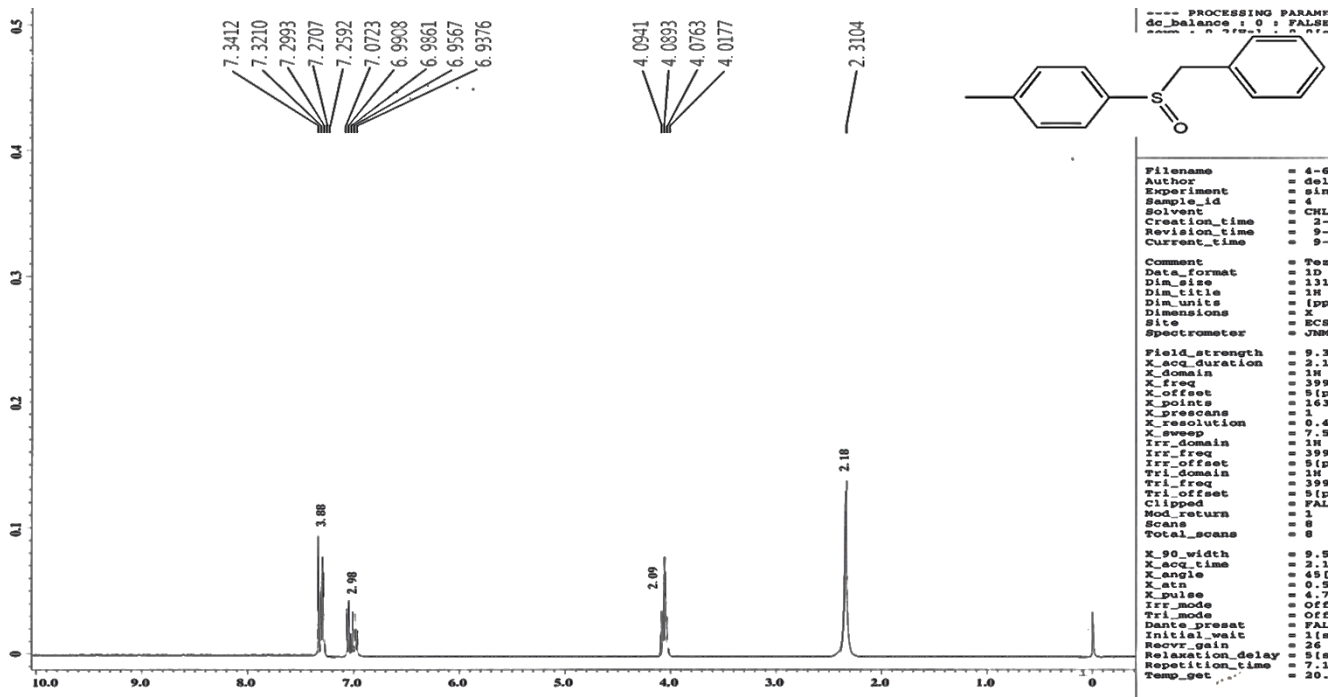 ---- PROCESSING PARAME
dc_balance : 0 : FALSE
7.3412
7.3210
7.2993
7.2707
7.2592
7.0723
6.9908
6.9861
6.9567
6.9376
4.0941
4.0893
4.0763
4.0177
2.3104
S
O
0.5
0.4
0.3
0.2
0.1
0
3.88
2.98
2.09
2.18
10.0
9.0
8.0
7.0
6.0
5.0
4.0
3.0
2.0
1.0
0
Filename = 4-6
Author = del
Experiment = sin
Sample_id = 4
Solvent = CHL
Creation_time = 2-
Revision_time = 9-
Current_time = 9-
Comment = Tes
Data_format = 1D
Dim_size = 131
Dim_title = 1H
Dim_units = [pp
Dimensions = X
Site = ECS
Spectrometer = JNM
Field_strength = 9.3
X_acq_duration = 2.1
X_domain = 1H
X_freq = 399
X_offset = 5[p
X_points = 163
X_prescans = 1
X_resolution = 0.4
X_sweep = 7.5
Irr_domain = 1H
Irr_freq = 399
Irr_offset = 5[p
Tri_domain = 1H
Tri_freq = 399
Tri_offset = 5[p
Clipped = FAL
Mod_return = 1
Scans = 8
Total_scans = 8
X_90_width = 9.5
X_acq_time = 2.1
X_angle = 45[
X_atn = 0.5
X_pulse = 4.7
Irr_mode = Off
Tri_mode = Off
Dante_presat = FAL
Initial_wait = 1[s
Recvr_gain = 26
Relaxation_delay = 5[s
Repetition_time = 7.1
Temp_get = 20.